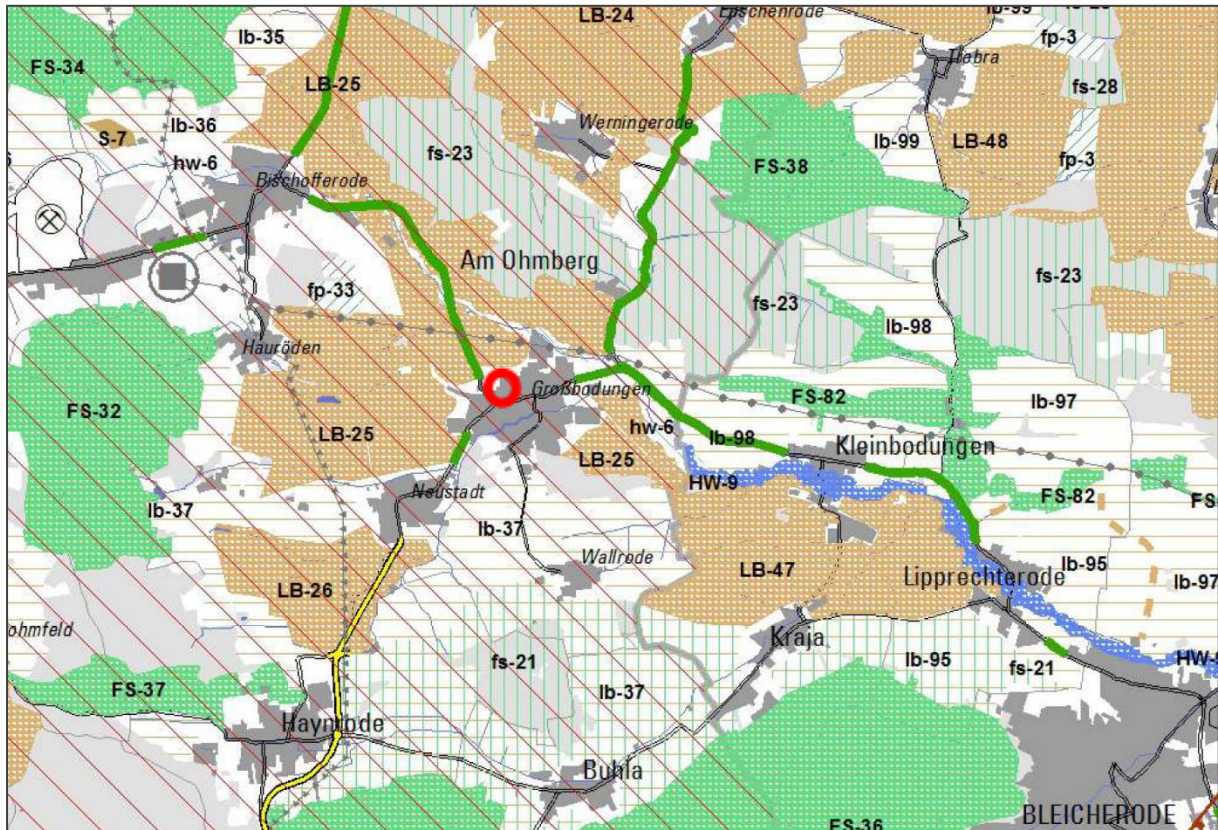 LB-24
Epschenrode
lb-99
lb-35
fp-3
FS-34
Trebra
LB-25
fs-28
lb-36
Werningerode
S-7
fs-23
lb-99
LB-48
hw-6
FS-38
fp-3
Bischofferode
Am Ohmberg
fs-23
fp-33
fs-23
lb-98
Hauröden
Großbodungen
FS-82
lb-97
FS-32
LB-25
hw-6
lb-98
Kleinbodungen
LB-25
HW-9
FS-82
Neustadt
lb-37
lb-37
Wallrode
lb-95
LB-47
Lipprechterode
lb-97
LB-26
ohmfeld
Kraja
fs-21
lb-95
fs-21
FS-37
lb-37
Haynrode
Buhla
BLEICHERODE
FS-36